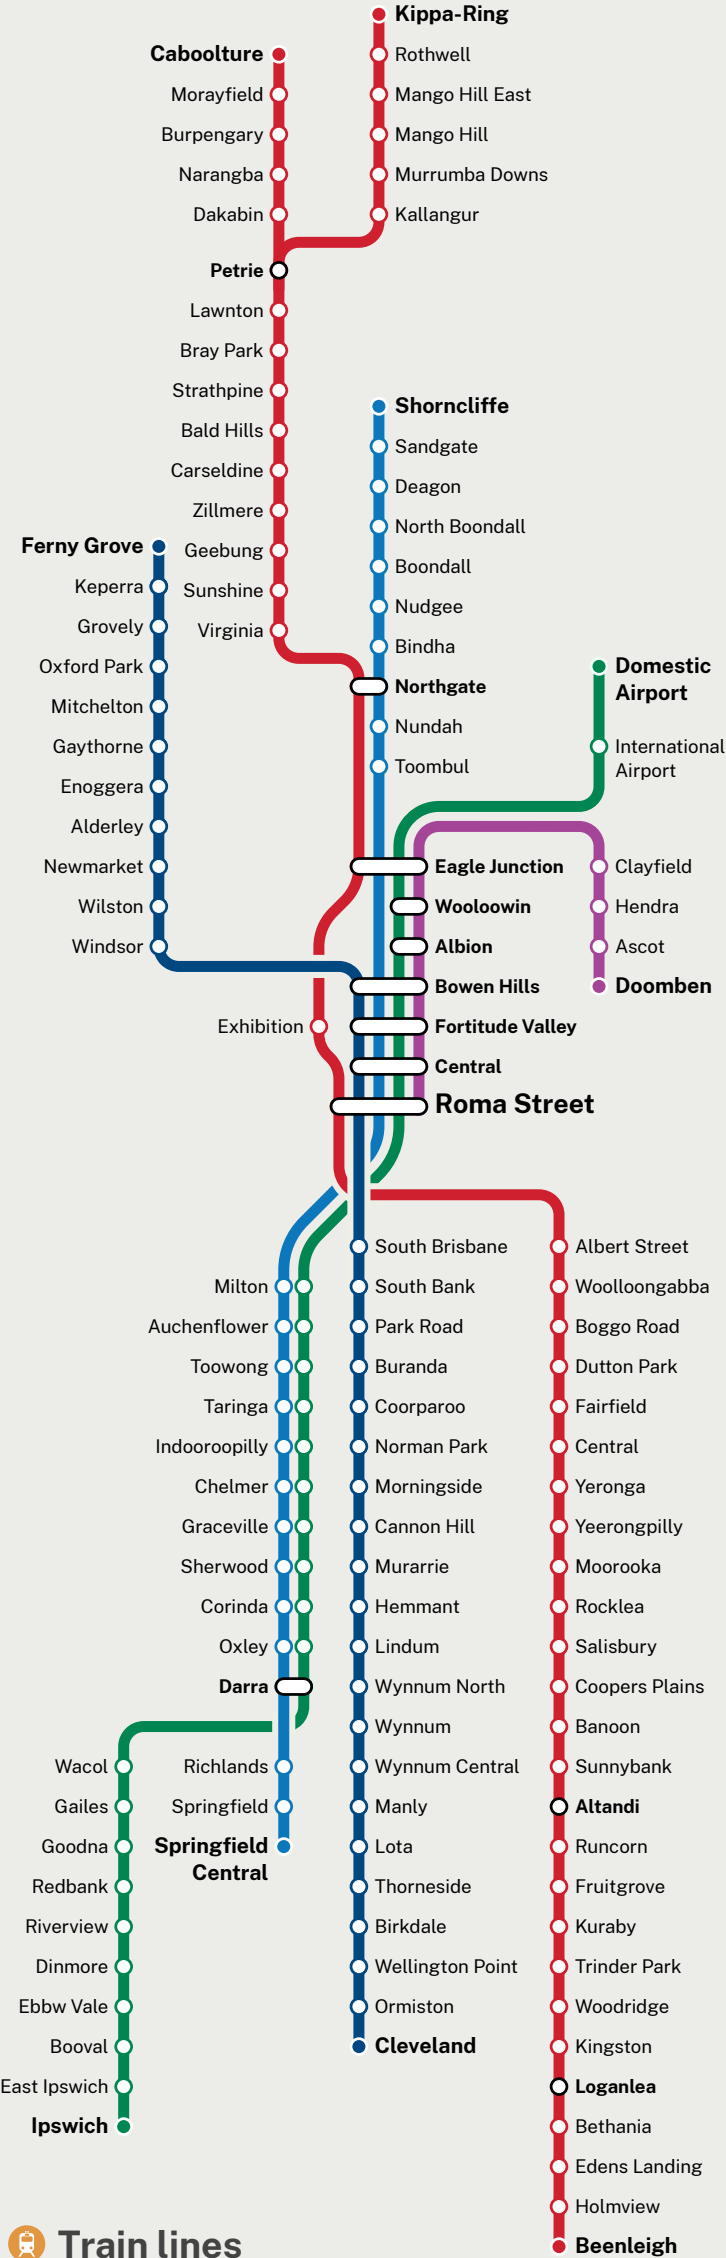 Kippa-Ring
Rothwell
Mango Hill East
Mango Hill
Murrumba Downs
Kallangur
Caboolture
Morayfield
Burpengary
Narangba
Dakabin
Petrie
Lawnton
Bray Park
Strathpine
Bald Hills
Carseldine
Zillmere
Geebung
Sunshine
Virginia
Shorncliffe
Sandgate
Deagon
North Boondall
Boondall
Nudgee
Bindha
Northgate
Nundah
Toombul
Ferny Grove
Keperra
Grovely
Oxford Park
Mitchelton
Gaythorne
Enoggera
Alderley
Newmarket
Wilston
Windsor
Domestic
Airport
International
Airport
Eagle Junction
Wooloowin
Albion
Bowen Hills
Fortitude Valley
Central
Roma Street
Clayfield
Hendra
Ascot
Doomben
Exhibition
Milton
Auchenflower
Toowong
Taringa
Indooroopilly
Chelmer
Graceville
Sherwood
Corinda
Oxley
Darra
Richlands
Springfield
Springfield
Central
Wacol
Gailes
Goodna
Redbank
Riverview
Dinmore
Ebbw Vale
Booval
East Ipswich
Ipswich
South Brisbane
South Bank
Park Road
Buranda
Coorparoo
Norman Park
Morningside
Cannon Hill
Murarrie
Hemmant
Lindum
Wynnum North
Wynnum
Wynnum Central
Manly
Lota
Thorneside
Birkdale
Wellington Point
Ormiston
Cleveland
Albert Street
Woolloongabba
Boggo Road
Dutton Park
Fairfield
Central
Yeronga
Yeerongpilly
Moorooka
Rocklea
Salisbury
Coopers Plains
Banoon
Sunnybank
Altandi
Runcorn
Fruitgrove
Kuraby
Trinder Park
Woodridge
Kingston
Loganlea
Bethania
Edens Landing
Holmview
Beenleigh
Train lines